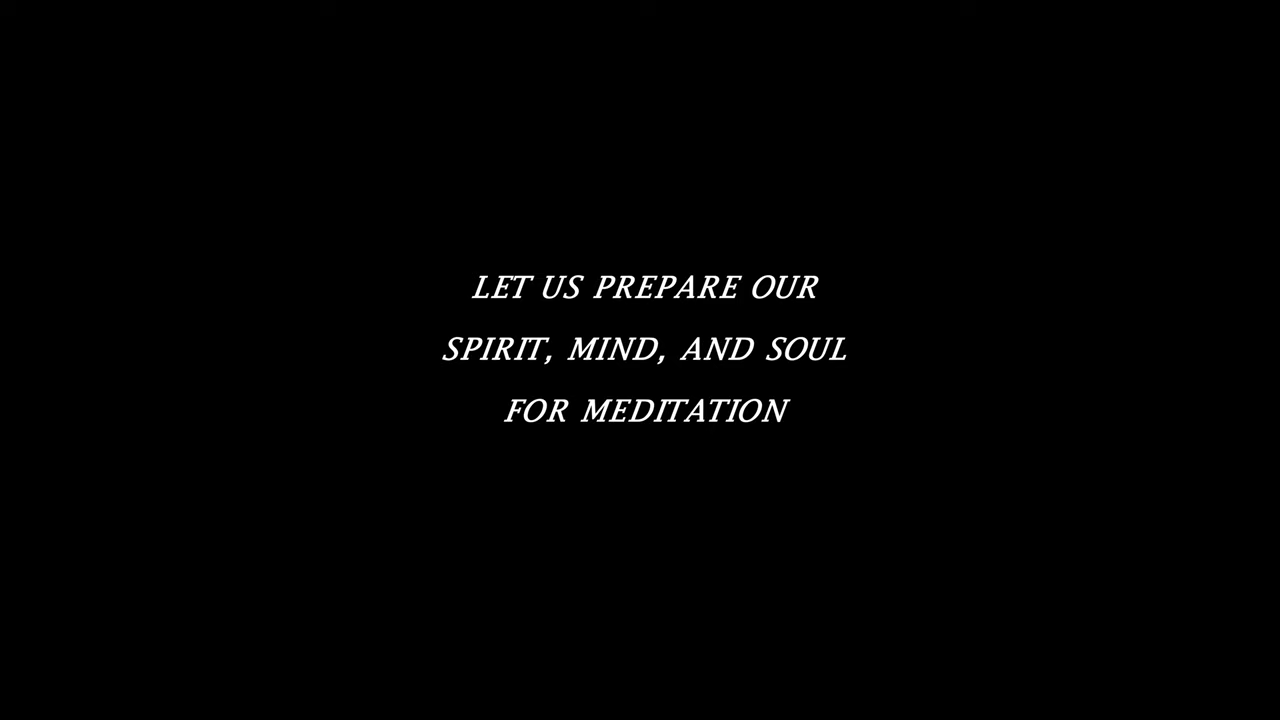 LET US PREPARE OUR
SPIRIT, MIND, AND SOUL
FOR MEDITATION